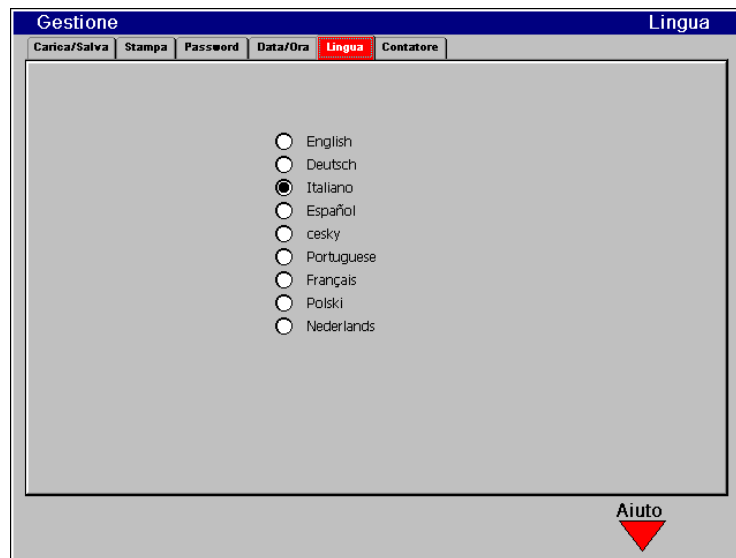 Gestione Lingua
Carica/Salva Stampa Password Data/Ora Lingua Contatore
English
Deutsch
Italiano
Español
cesky
Portuguese
Français
Polski
Nederlands
Aiuto